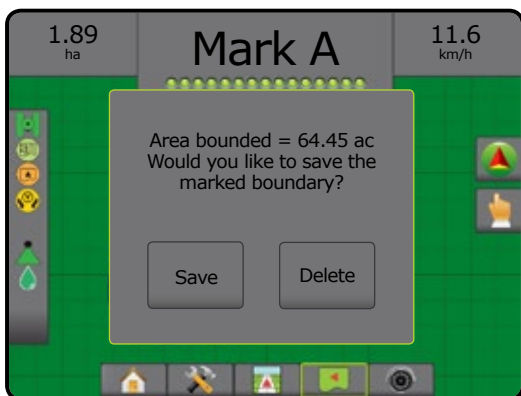 1.89
ha
Mark A
11.6
km/h
Area bounded = 64.45 ac
Would you like to save the
marked boundary?
Save
Delete